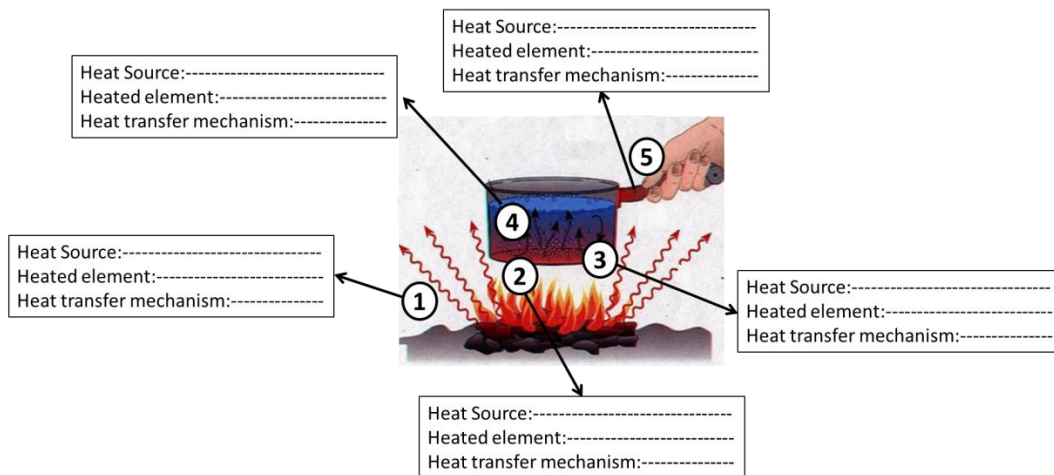 Heat Source:--------------------------------
Heated element:---------------------------
Heat transfer mechanism:---------------
Heat Source:--------------------------------
Heated element:---------------------------
Heat transfer mechanism:---------------
5
4
Heat Source:--------------------------------
Heated element:---------------------------
Heat transfer mechanism:---------------
3
2
1
Heat Source:--------------------------------
Heated element:---------------------------
Heat transfer mechanism:---------------
Heat Source:--------------------------------
Heated element:---------------------------
Heat transfer mechanism:---------------